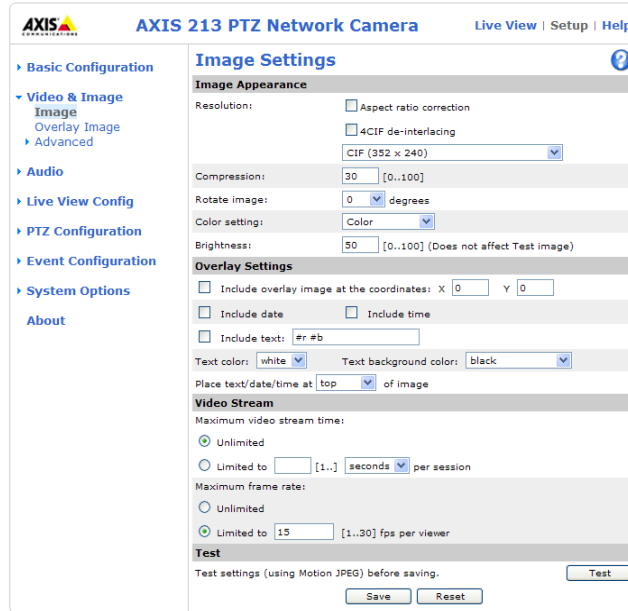 AXIS
COMMUNICATIONS
AXIS 213 PTZ Network Camera
Live View | Setup | Help
Basic Configuration
Video & Image
Image
Overlay Image
Advanced
Audio
Live View Config
PTZ Configuration
Event Configuration
System Options
About
Image Settings
?
Image Appearance
Resolution:
Aspect ratio correction
4CIF de-interlacing
CIF (352 x 240)
Compression: 30 [0..100]
Rotate image: 0 degrees
Color setting: Color
Brightness: 50 [0..100] (Does not affect Test image)
Overlay Settings
Include overlay image at the coordinates: X 0 Y 0
Include date Include time
Include text: #r #b
Text color: white Text background color: black
Place text/date/time at top of image
Video Stream
Maximum video stream time:
Unlimited
Limited to [1..] seconds per session
Maximum frame rate:
Unlimited
Limited to 15 [1..30] fps per viewer
Test
Test settings (using Motion JPEG) before saving. Test
Save Reset